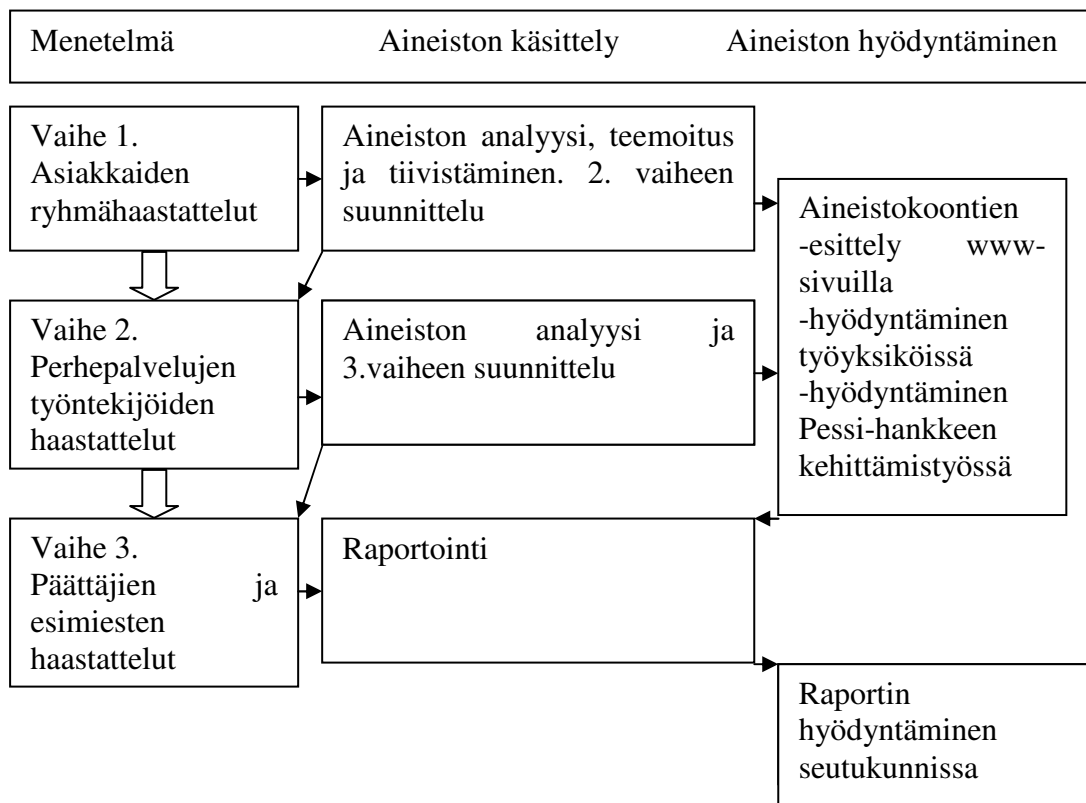 Menetelmä Aineiston käsittely Aineiston hyödyntäminen
Vaihe 1.
Asiakkaiden
ryhmähaastattelut
Aineiston analyysi, teemoitus
ja tiivistäminen. 2. vaiheen
suunnittelu
Aineistokoontien
-esittely www-
sivuilla
-hyödyntäminen
työyksiköissä
-hyödyntäminen
Pessi-hankkeen
kehittämistyössä
Vaihe 2.
Perhepalvelujen
työntekijöiden
haastattelut
Aineiston analyysi ja
3.vaiheen suunnittelu
Vaihe 3.
Päättäjien ja
esimiesten
haastattelut
Raportointi
Raportin
hyödyntäminen
seutukunnissa